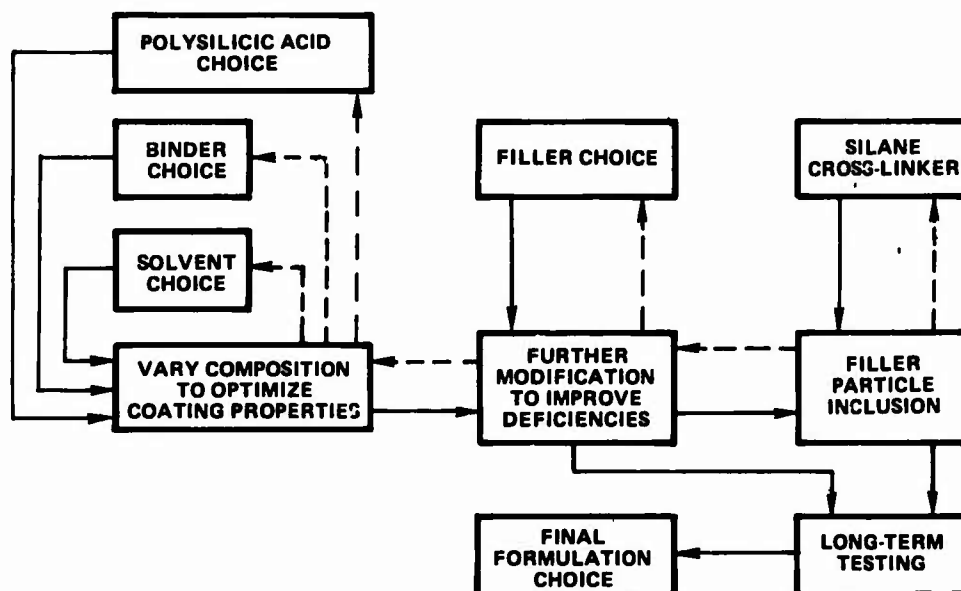 POLYSILICIC ACID
CHOICE
BINDER
CHOICE
SOLVENT
CHOICE
VARY COMPOSITION
TO OPTIMIZE
COATING PROPERTIES
FILLER CHOICE
FURTHER
MODIFICATION
TO IMPROVE
DEFICIENCIES
SILANE
CROSS-LINKER
FILLER
PARTICLE
INCLUSION
LONG-TERM
TESTING
FINAL
FORMULATION
CHOICE